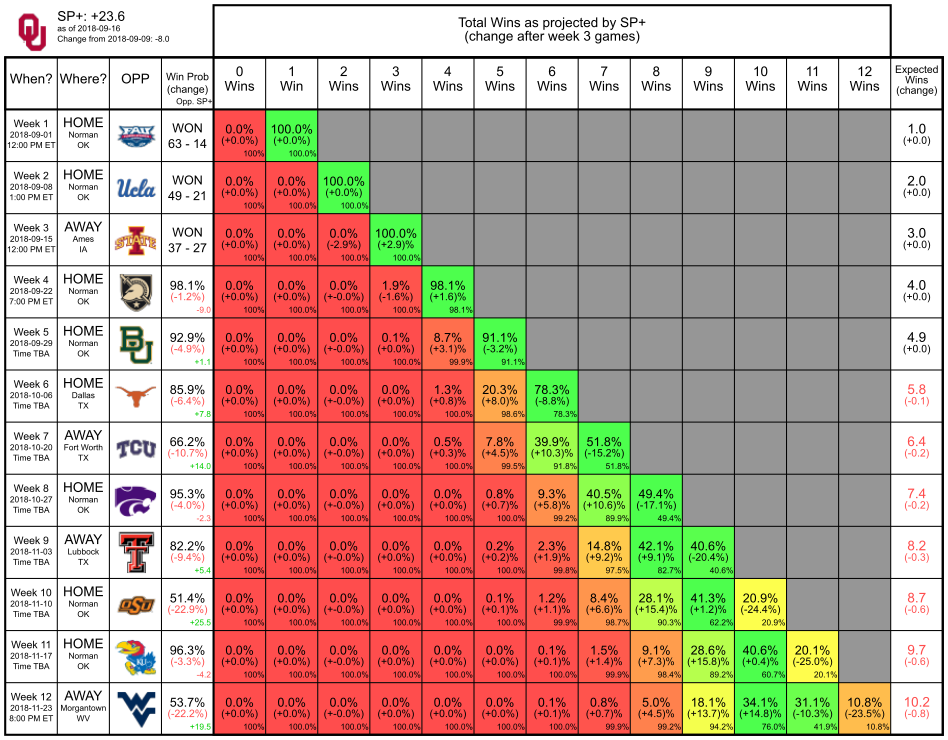 SP+: +23.6
as of 2018-09-16
Change from 2018-09-09: -8.0
Total Wins as projected by SP+
(change after week 3 games)
When? Where? OPP Win Prob (change) Opp. SP+ 0 Wins 1 Win 2 Wins 3 Wins 4 Wins 5 Wins 6 Wins 7 Wins 8 Wins 9 Wins 10 Wins 11 Wins 12 Wins Expected Wins (change)
Week 1 HOME FAU WON 0.0% 100.0% 1.0
2018-09-01 Norman 63 - 14 (+0.0%) (+0.0%) (+0.0)
12:00 PM ET OK 100% 100.0%
Week 2 HOME Ucla WON 0.0% 0.0% 100.0% 2.0
2018-09-08 Norman 49 - 21 (+0.0%) (+0.0%) (+0.0%) (+0.0)
1:00 PM ET OK 100% 100.0% 100.0%
Week 3 AWAY STATE WON 0.0% 0.0% 0.0% 100.0% 3.0
2018-09-15 Ames 37 - 27 (+0.0%) (+0.0%) (-2.9%) (+2.9)% (+0.0)
12:00 PM ET IA 100% 100.0% 100.0% 100.0%
Week 4 HOME 98.1% 0.0% 0.0% 0.0% 1.9% 98.1% 4.0
2018-09-22 Norman (-1.2%) (+0.0%) (+0.0%) (+-0.0%) (-1.6%) (+1.6)% (+0.0)
7:00 PM ET OK -9.0 100% 100.0% 100.0% 100.0% 98.1%
Week 5 HOME BU 92.9% 0.0% 0.0% 0.0% 0.1% 8.7% 91.1% 4.9
2018-09-29 Norman (-4.9%) (+0.0%) (+0.0%) (+-0.0%) (+0.0%) (+3.1)% (-3.2%) (+0.0)
Time TBA OK +1.1 100% 100.0% 100.0% 100.0% 99.9% 91.1%
Week 6 HOME 85.9% 0.0% 0.0% 0.0% 0.0% 1.3% 20.3% 78.3% 5.8
2018-10-06 Dallas (-6.4%) (+0.0%) (+0.0%) (+-0.0%) (+0.0%) (+0.8)% (+8.0)% (-8.8%) (-0.1)
Time TBA TX +7.8 100% 100.0% 100.0% 100.0% 100.0% 98.6% 78.3%
Week 7 AWAY TCU 66.2% 0.0% 0.0% 0.0% 0.0% 0.5% 7.8% 39.9% 51.8% 6.4
2018-10-20 Fort Worth (-10.7%) (+0.0%) (+0.0%) (+-0.0%) (+0.0%) (+0.3)% (+4.5)% (+10.3)% (-15.2%) (-0.2)
Time TBA TX +14.0 100% 100.0% 100.0% 100.0% 100.0% 99.5% 91.8% 51.8%
Week 8 HOME 95.3% 0.0% 0.0% 0.0% 0.0% 0.0% 0.8% 9.3% 40.5% 49.4% 7.4
2018-10-27 Norman (-4.0%) (+0.0%) (+0.0%) (+-0.0%) (+0.0%) (+0.0%) (+0.7)% (+5.8)% (+10.6)% (-17.1%) (-0.2)
Time TBA OK -2.3 100% 100.0% 100.0% 100.0% 100.0% 100.0% 99.2% 89.9% 49.4%
Week 9 AWAY T 82.2% 0.0% 0.0% 0.0% 0.0% 0.0% 0.2% 2.3% 14.8% 42.1% 40.6% 8.2
2018-11-03 Lubbock (-9.4%) (+0.0%) (+0.0%) (+-0.0%) (+0.0%) (+0.0%) (+0.2)% (+1.9)% (+9.2)% (+9.1)% (-20.4%) (-0.3)
Time TBA TX +5.4 100% 100.0% 100.0% 100.0% 100.0% 100.0% 99.8% 97.5% 82.7% 40.6%
Week 10 HOME OSU 51.4% 0.0% 0.0% 0.0% 0.0% 0.0% 0.1% 1.2% 8.4% 28.1% 41.3% 20.9% 8.7
2018-11-10 Norman (-22.9%) (+0.0%) (+0.0%) (+-0.0%) (+0.0%) (+0.0%) (+0.1)% (+1.1)% (+6.6)% (+15.4)% (+1.2)% (-24.4%) (-0.6)
Time TBA OK +25.5 100% 100.0% 100.0% 100.0% 100.0% 100.0% 99.9% 98.7% 90.3% 62.2% 20.9%
Week 11 HOME KU 96.3% 0.0% 0.0% 0.0% 0.0% 0.0% 0.0% 0.1% 1.5% 9.1% 28.6% 40.6% 20.1% 9.7
2018-11-17 Norman (-3.3%) (+0.0%) (+0.0%) (+-0.0%) (+0.0%) (+0.0%) (+0.0%) (+0.1)% (+1.4)% (+7.3)% (+15.8)% (+0.4)% (-25.0%) (-0.6)
Time TBA OK -4.2 100% 100.0% 100.0% 100.0% 100.0% 100.0% 100.0% 99.9% 98.4% 89.2% 60.7% 20.1%
Week 12 AWAY WV 53.7% 0.0% 0.0% 0.0% 0.0% 0.0% 0.0% 0.1% 0.8% 5.0% 18.1% 34.1% 31.1% 10.8% 10.2
2018-11-23 Morgantown (-22.2%) (+0.0%) (+0.0%) (+-0.0%) (+0.0%) (+0.0%) (+0.0%) (+0.1)% (+0.7)% (+4.5)% (+13.7)% (+14.8)% (-10.3%) (-23.5%) (-0.8)
8:00 PM ET WV +19.5 100% 100.0% 100.0% 100.0% 100.0% 100.0% 100.0% 99.9% 99.2% 94.2% 76.0% 41.9% 10.8%